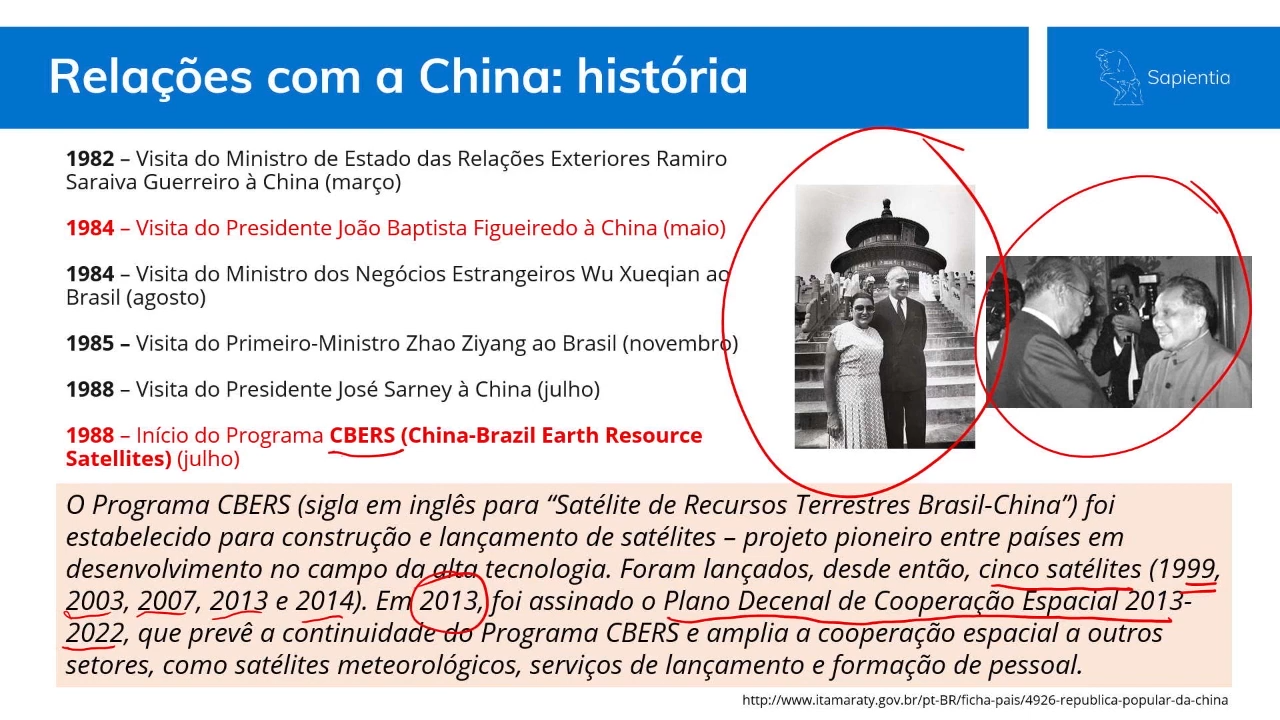 Relações com a China: história
Sapientia
1982 – Visita do Ministro de Estado das Relações Exteriores Ramiro
Saraiva Guerreiro à China (março)
1984 – Visita do Presidente João Baptista Figueiredo à China (maio)
1984 – Visita do Ministro dos Negócios Estrangeiros Wu Xueqian ao
Brasil (agosto)
1985 – Visita do Primeiro-Ministro Zhao Ziyang ao Brasil (novembro)
1988 – Visita do Presidente José Sarney à China (julho)
1988 – Início do Programa CBERS (China-Brazil Earth Resource
Satellites) (julho)
O Programa CBERS (sigla em inglês para “Satélite de Recursos Terrestres Brasil-China”) foi
estabelecido para construção e lançamento de satélites – projeto pioneiro entre países em
desenvolvimento no campo da alta tecnologia. Foram lançados, desde então, cinco satélites (1999,
2003, 2007, 2013 e 2014). Em 2013, foi assinado o Plano Decenal de Cooperação Espacial 2013-
2022, que prevê a continuidade do Programa CBERS e amplia a cooperação espacial a outros
setores, como satélites meteorológicos, serviços de lançamento e formação de pessoal.
http://www.itamaraty.gov.br/pt-BR/ficha-pais/4926-republica-popular-da-china